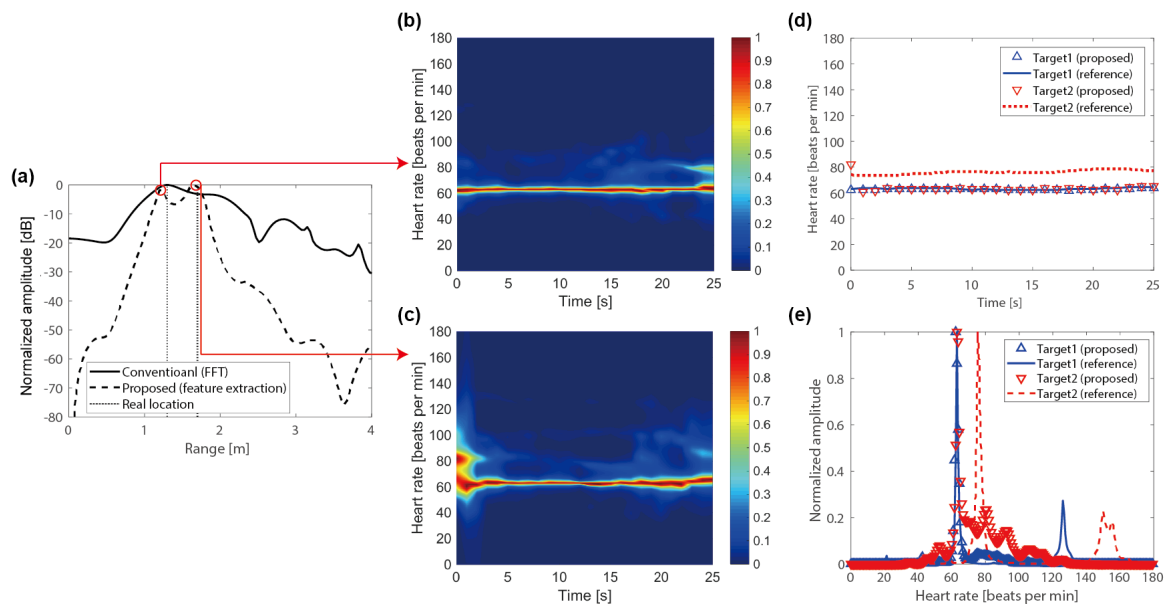 (a)
Normalized amplitude [dB]
0
-10
-20
-30
-40
-50
-60
-70
-80
0 1 2 3 4
Range [m]
Conventioanl (FFT)
Proposed (feature extraction)
Real location
(b)
Heart rate [beats per min]
180
160
140
120
100
80
60
40
20
0
0 5 10 15 20 25
Time [s]
1
0.9
0.8
0.7
0.6
0.5
0.4
0.3
0.2
0.1
0
(c)
Heart rate [beats per min]
180
160
140
120
100
80
60
40
20
0
0 5 10 15 20 25
Time [s]
1
0.9
0.8
0.7
0.6
0.5
0.4
0.3
0.2
0.1
0
(d)
Heart rate [beats per min]
180
160
140
120
100
80
60
40
20
0
0 5 10 15 20 25
Time [s]
Target1 (proposed)
Target1 (reference)
Target2 (proposed)
Target2 (reference)
(e)
Normalized amplitude
1
0.8
0.6
0.4
0.2
0
0 20 40 60 80 100 120 140 160 180
Heart rate [beats per min]
Target1 (proposed)
Target1 (reference)
Target2 (proposed)
Target2 (reference)